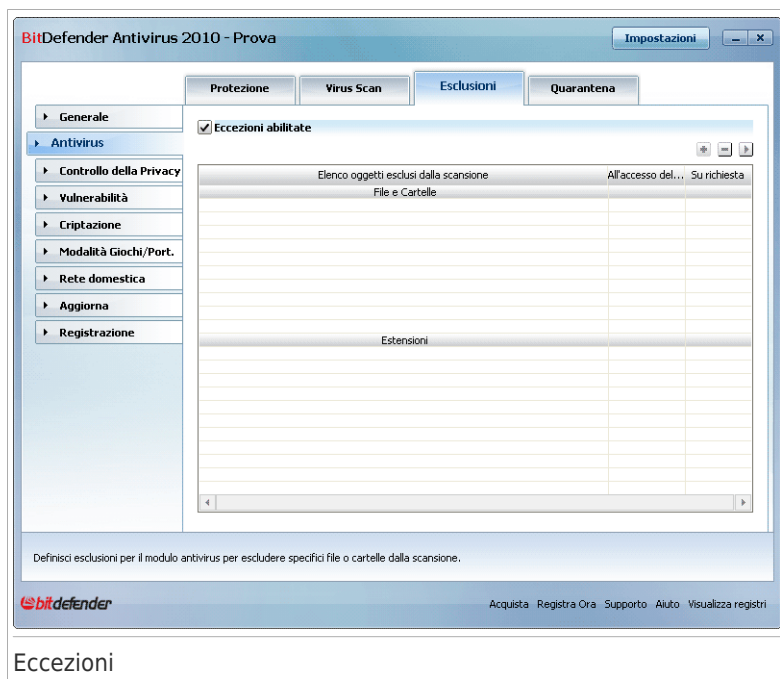 BitDefender Antivirus 2010 - Prova
Impostazioni
Protezione
Virus Scan
Esclusioni
Quarantena
Generale
Antivirus
Controllo della Privacy
Vulnerabilità
Criptazione
Modalità Giochi/Port.
Rete domestica
Aggiorna
Registrazione
Eccezioni abilitate
Elenco oggetti esclusi dalla scansione All'accesso del... Su richiesta
File e Cartelle
Estensioni
Definisci esclusioni per il modulo antivirus per escludere specifici file o cartelle dalla scansione.
bitdefender
Acquista Registra Ora Supporto Aiuto Visualizza registri
Eccezioni